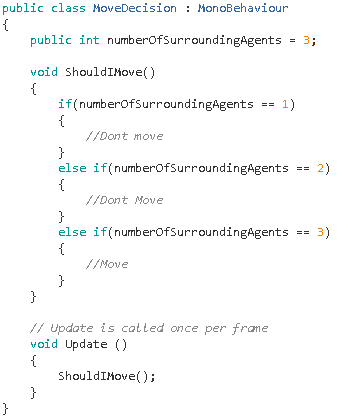 public class MoveDecision : MonoBehaviour
{
    public int numberOfSurroundingAgents = 3;

    void ShouldIMove()
    {
        if(numberOfSurroundingAgents == 1)
        {
            //Dont move
        }
        else if(numberOfSurroundingAgents == 2)
        {
            //Dont Move
        }
        else if(numberOfSurroundingAgents == 3)
        {
            //Move
        }
    }

    // Update is called once per frame
    void Update ()
    {
        ShouldIMove();
    }
}